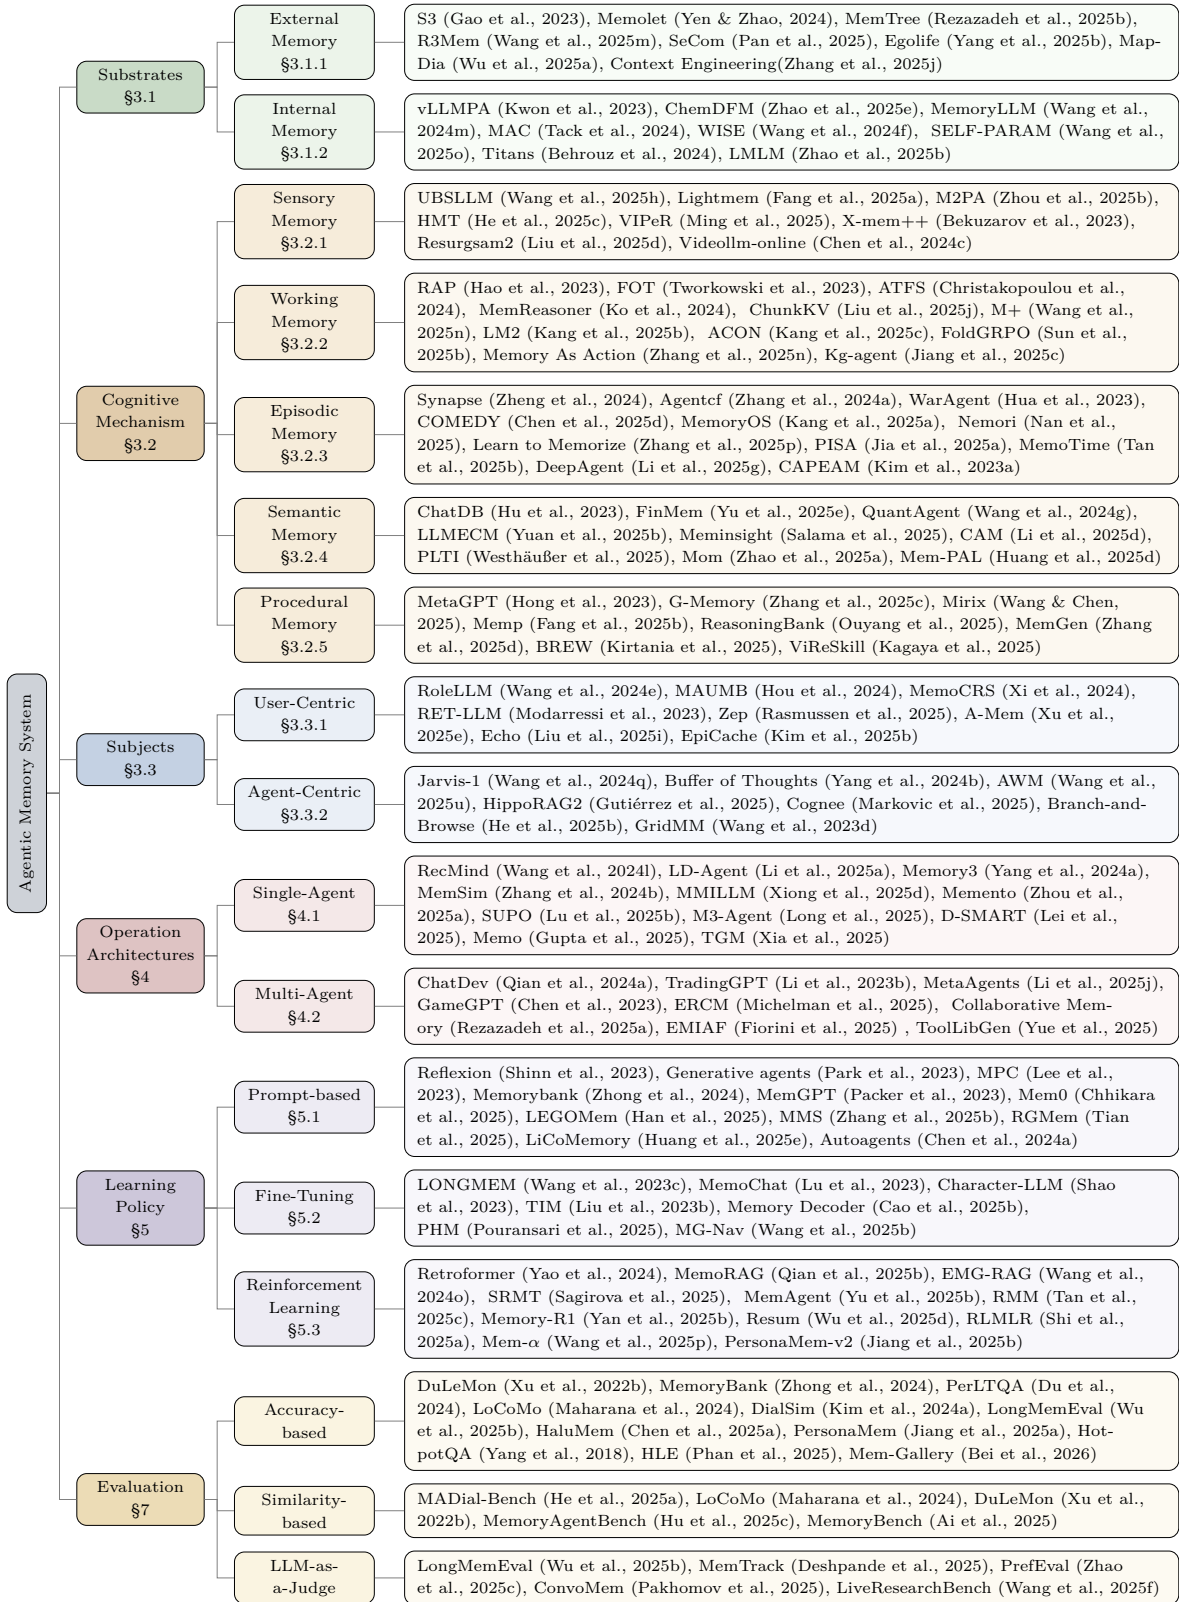 Agentic Memory System
Substrates
§3.1
External
Memory
§3.1.1
S3 (Gao et al., 2023), Memolet (Yen & Zhao, 2024), MemTree (Rezazadeh et al., 2025b),
R3Mem (Wang et al., 2025m), SeCom (Pan et al., 2025), Egolife (Yang et al., 2025b), Map-
Dia (Wu et al., 2025a), Context Engineering(Zhang et al., 2025j)
Internal
Memory
§3.1.2
vLLMPA (Kwon et al., 2023), ChemDFM (Zhao et al., 2025e), MemoryLLM (Wang et al.,
2024m), MAC (Tack et al., 2024), WISE (Wang et al., 2024f), SELF-PARAM (Wang et al.,
2025o), Titans (Behrouz et al., 2024), LMLM (Zhao et al., 2025b)
Cognitive
Mechanism
§3.2
Sensory
Memory
§3.2.1
UBSLLM (Wang et al., 2025h), Lightmem (Fang et al., 2025a), M2PA (Zhou et al., 2025b),
HMT (He et al., 2025c), VIPeR (Ming et al., 2025), X-mem++ (Bekuzarov et al., 2023),
Resurgsam2 (Liu et al., 2025d), Videollm-online (Chen et al., 2024c)
Working
Memory
§3.2.2
RAP (Hao et al., 2023), FOT (Tworkowski et al., 2023), ATFS (Christakopoulou et al.,
2024), MemReasoner (Ko et al., 2024), ChunkKV (Liu et al., 2025j), M+ (Wang et al.,
2025n), LM2 (Kang et al., 2025b), ACON (Kang et al., 2025c), FoldGRPO (Sun et al.,
2025b), Memory As Action (Zhang et al., 2025n), Kg-agent (Jiang et al., 2025c)
Episodic
Memory
§3.2.3
Synapse (Zheng et al., 2024), Agentcf (Zhang et al., 2024a), WarAgent (Hua et al., 2023),
COMEDY (Chen et al., 2025d), MemoryOS (Kang et al., 2025a), Nemori (Nan et al.,
2025), Learn to Memorize (Zhang et al., 2025p), PISA (Jia et al., 2025a), MemoTime (Tan
et al., 2025b), DeepAgent (Li et al., 2025g), CAPEAM (Kim et al., 2023a)
Semantic
Memory
§3.2.4
ChatDB (Hu et al., 2023), FinMem (Yu et al., 2025e), QuantAgent (Wang et al., 2024g),
LLMECM (Yuan et al., 2025b), Meminsight (Salama et al., 2025), CAM (Li et al., 2025d),
PLTI (Westhäußer et al., 2025), Mom (Zhao et al., 2025a), Mem-PAL (Huang et al., 2025d)
Procedural
Memory
§3.2.5
MetaGPT (Hong et al., 2023), G-Memory (Zhang et al., 2025c), Mirix (Wang & Chen,
2025), Memp (Fang et al., 2025b), ReasoningBank (Ouyang et al., 2025), MemGen (Zhang
et al., 2025d), BREW (Kirtania et al., 2025), ViReSkill (Kagaya et al., 2025)
Subjects
§3.3
User-Centric
§3.3.1
RoleLLM (Wang et al., 2024e), MAUMB (Hou et al., 2024), MemoCRS (Xi et al., 2024),
RET-LLM (Modarressi et al., 2023), Zep (Rasmussen et al., 2025), A-Mem (Xu et al.,
2025e), Echo (Liu et al., 2025i), EpiCache (Kim et al., 2025b)
Agent-Centric
§3.3.2
Jarvis-1 (Wang et al., 2024q), Buffer of Thoughts (Yang et al., 2024b), AWM (Wang et al.,
2025u), HippoRAG2 (Gutiérrez et al., 2025), Cognee (Markovic et al., 2025), Branch-and-
Browse (He et al., 2025b), GridMM (Wang et al., 2023d)
Operation
Architectures
§4
Single-Agent
§4.1
RecMind (Wang et al., 2024l), LD-Agent (Li et al., 2025a), Memory3 (Yang et al., 2024a),
MemSim (Zhang et al., 2024b), MMILLM (Xiong et al., 2025d), Memento (Zhou et al.,
2025a), SUPO (Lu et al., 2025b), M3-Agent (Long et al., 2025), D-SMART (Lei et al.,
2025), Memo (Gupta et al., 2025), TGM (Xia et al., 2025)
Multi-Agent
§4.2
ChatDev (Qian et al., 2024a), TradingGPT (Li et al., 2023b), MetaAgents (Li et al., 2025j),
GameGPT (Chen et al., 2023), ERCM (Michelman et al., 2025), Collaborative Mem-
ory (Rezazadeh et al., 2025a), EMIAF (Fiorini et al., 2025) , ToolLibGen (Yue et al., 2025)
Learning
Policy
§5
Prompt-based
§5.1
Reflexion (Shinn et al., 2023), Generative agents (Park et al., 2023), MPC (Lee et al.,
2023), Memorybank (Zhong et al., 2024), MemGPT (Packer et al., 2023), Mem0 (Chhikara
et al., 2025), LEGOMem (Han et al., 2025), MMS (Zhang et al., 2025b), RGMem (Tian
et al., 2025), LiCoMemory (Huang et al., 2025e), Autoagents (Chen et al., 2024a)
Fine-Tuning
§5.2
LONGMEM (Wang et al., 2023c), MemoChat (Lu et al., 2023), Character-LLM (Shao
et al., 2023), TIM (Liu et al., 2023b), Memory Decoder (Cao et al., 2025b),
PHM (Pouransari et al., 2025), MG-Nav (Wang et al., 2025b)
Reinforcement
Learning
§5.3
Retroformer (Yao et al., 2024), MemoRAG (Qian et al., 2025b), EMG-RAG (Wang et al.,
2024o), SRMT (Sagirova et al., 2025), MemAgent (Yu et al., 2025b), RMM (Tan et al.,
2025c), Memory-R1 (Yan et al., 2025b), Resum (Wu et al., 2025d), RLMLR (Shi et al.,
2025a), Mem-α (Wang et al., 2025p), PersonaMem-v2 (Jiang et al., 2025b)
Evaluation
§7
Accuracy-
based
DuLeMon (Xu et al., 2022b), MemoryBank (Zhong et al., 2024), PerLTQA (Du et al.,
2024), LoCoMo (Maharana et al., 2024), DialSim (Kim et al., 2024a), LongMemEval (Wu
et al., 2025b), HaluMem (Chen et al., 2025a), PersonaMem (Jiang et al., 2025a), Hot-
potQA (Yang et al., 2018), HLE (Phan et al., 2025), Mem-Gallery (Bei et al., 2026)
Similarity-
based
MADial-Bench (He et al., 2025a), LoCoMo (Maharana et al., 2024), DuLeMon (Xu et al.,
2022b), MemoryAgentBench (Hu et al., 2025c), MemoryBench (Ai et al., 2025)
LLM-as-
a-Judge
LongMemEval (Wu et al., 2025b), MemTrack (Deshpande et al., 2025), PrefEval (Zhao
et al., 2025c), ConvoMem (Pakhomov et al., 2025), LiveResearchBench (Wang et al., 2025f)